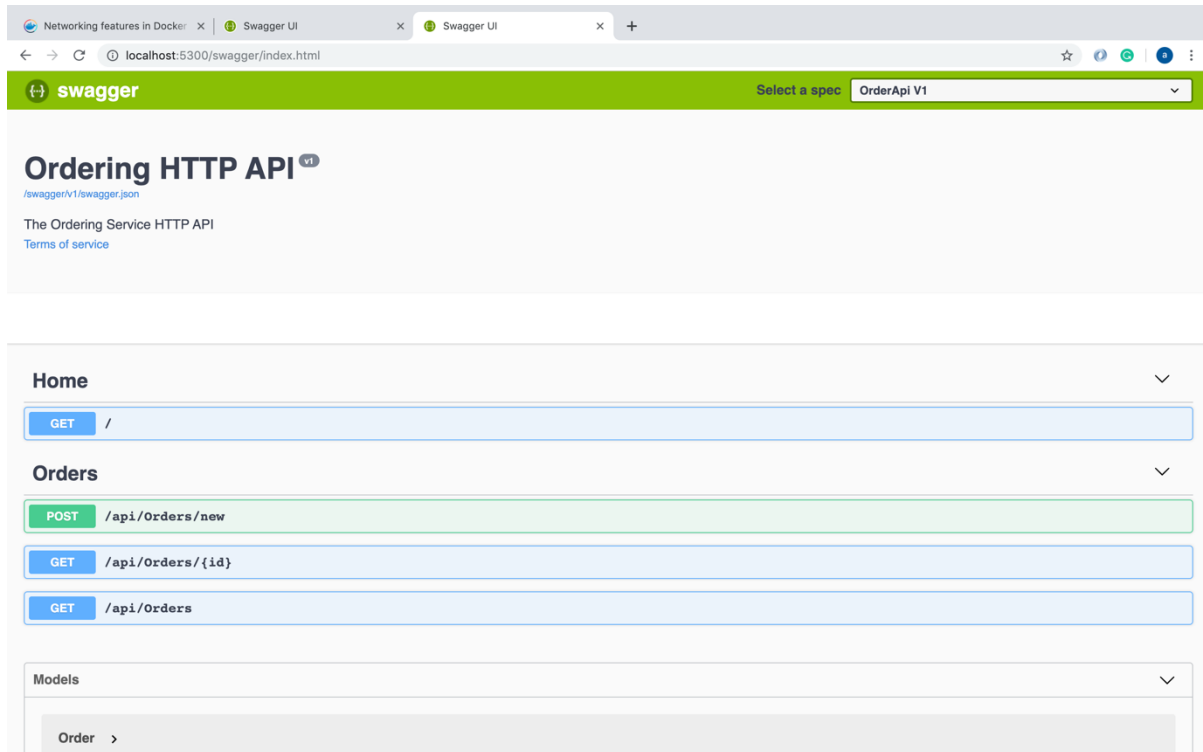 Networking features in Docker
Swagger UI
Swagger UI
localhost:5300/swagger/index.html
a
swagger
Select a spec
OrderApi V1
Ordering HTTP API v1
/swagger/v1/swagger.json
The Ordering Service HTTP API
Terms of service
Home
GET /
Orders
POST /api/Orders/new
GET /api/Orders/{id}
GET /api/Orders
Models
Order